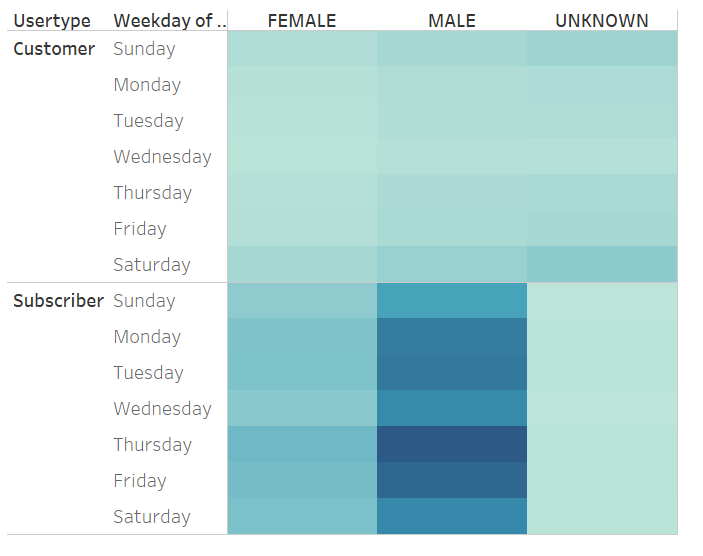 Usertype Weekday of .. FEMALE MALE UNKNOWN
Customer Sunday
Monday
Tuesday
Wednesday
Thursday
Friday
Saturday
Subscriber Sunday
Monday
Tuesday
Wednesday
Thursday
Friday
Saturday